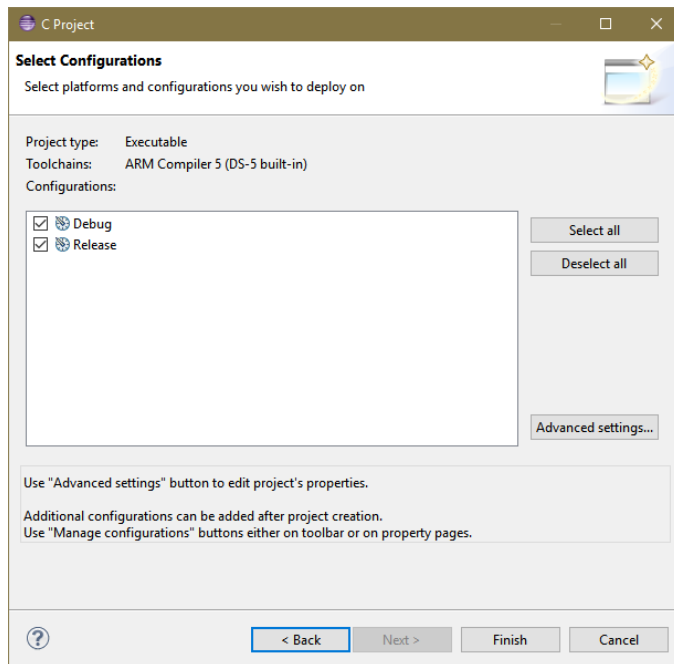 C Project
Select Configurations
Select platforms and configurations you wish to deploy on
Project type: Executable
Toolchains: ARM Compiler 5 (DS-5 built-in)
Configurations:
Debug
Release
Select all
Deselect all
Advanced settings...
Use "Advanced settings" button to edit project's properties.
Additional configurations can be added after project creation.
Use "Manage configurations" buttons either on toolbar or on property pages.
?
< Back
Next >
Finish
Cancel